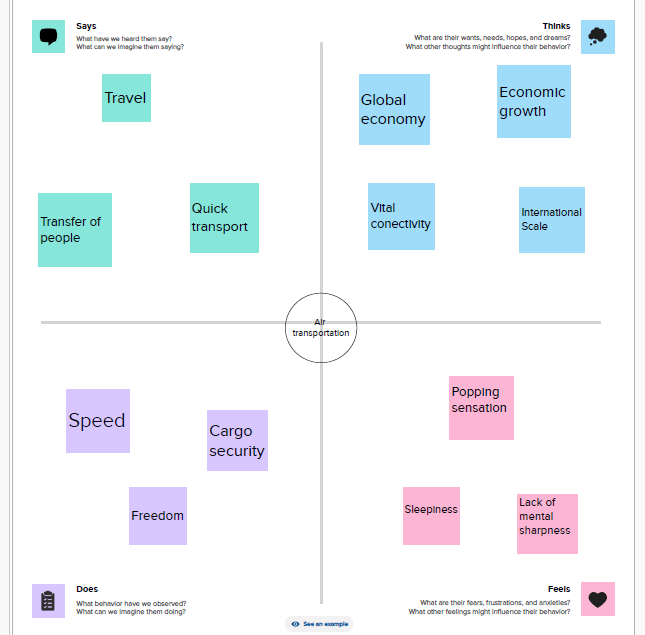 Says
What have we heard them say?
What can we imagine them saying?
Thinks
What are their wants, needs, hopes, and dreams?
What other thoughts might influence their behavior?
Travel
Global
economy
Economic
growth
Transfer of
people
Quick
transport
Vital
conectivity
International
Scale
Air
transportation
Speed
Cargo
security
Freedom
Popping
sensation
Sleepiness
Lack of
mental
sharpness
Does
What behavior have we observed?
What can we imagine them doing?
Feels
What are their fears, frustrations, and anxieties?
What other feelings might influence their behavior?
See an example